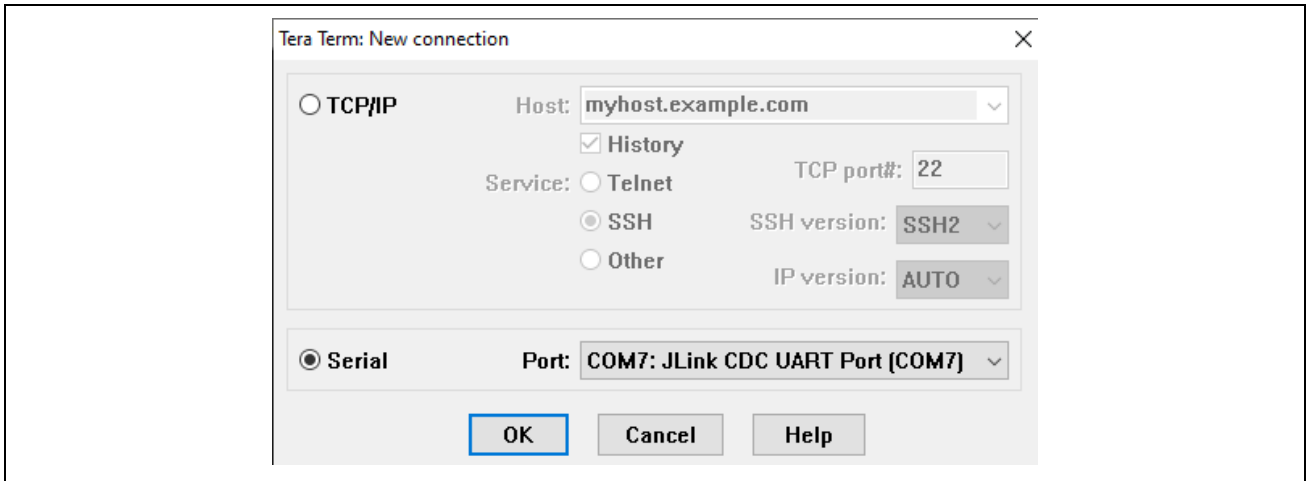 Tera Term: New connection
TCP/IP Host: myhost.example.com
History
Service: Telnet TCP port#: 22
SSH SSH version: SSH2
Other IP version: AUTO
Serial Port: COM7: JLink CDC UART Port (COM7)
OK Cancel Help